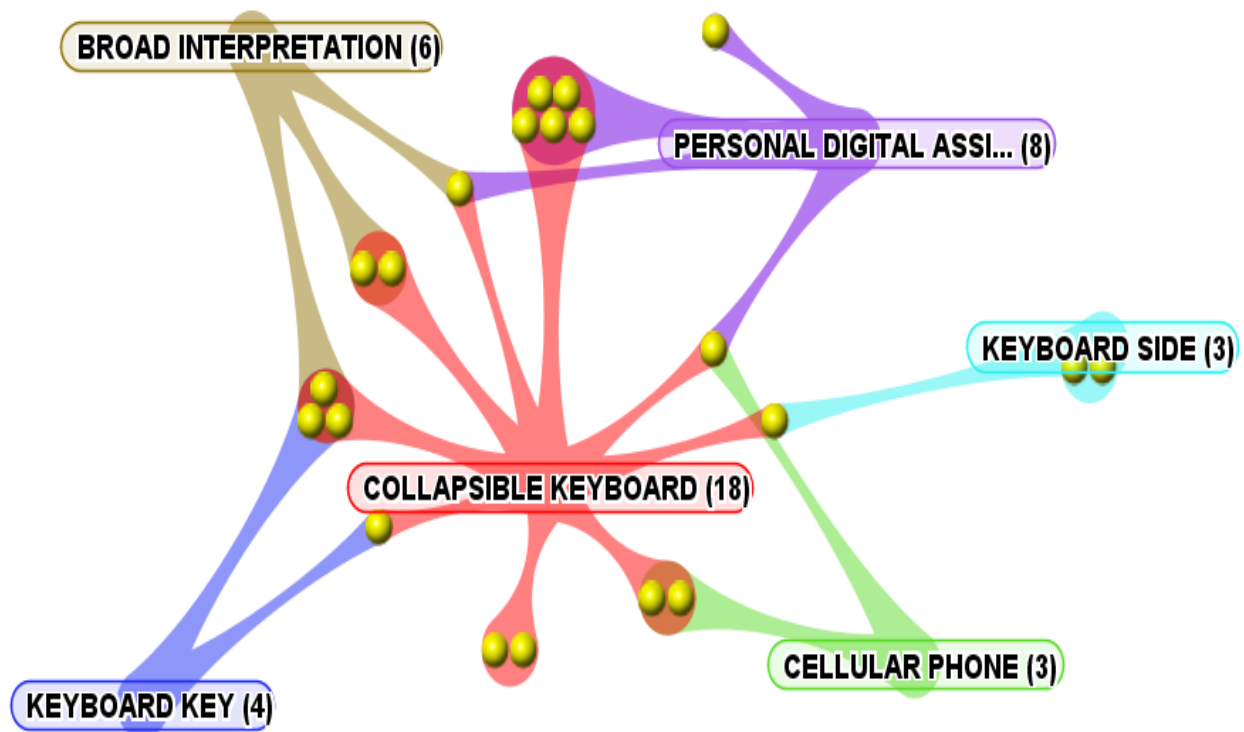 BROAD INTERPRETATION (6)
PERSONAL DIGITAL ASSI... (8)
KEYBOARD SIDE (3)
COLLAPSIBLE KEYBOARD (18)
CELLULAR PHONE (3)
KEYBOARD KEY (4)